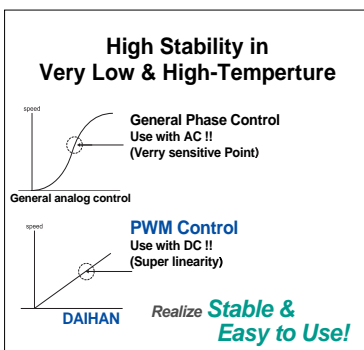 High Stability in
Very Low & High-Temperture
speed
General Phase Control
Use with AC !!
(Verry sensitive Point)
General analog control
speed
PWM Control
Use with DC !!
(Super linearity)
DAIHAN
Realize Stable &
Easy to Use!